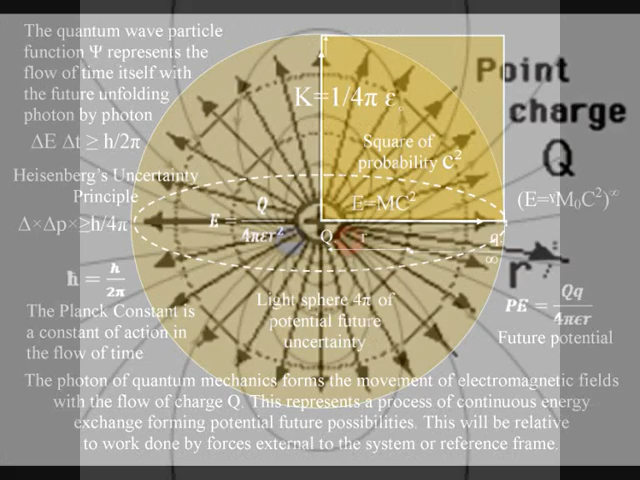 The quantum wave particle
function Ψ represents the
flow of time itself with
the future unfolding
photon by photon
ΔE Δt ≥ h/2π
Heisenberg's Uncertainty
Principle
Δ×Δp×≥h/4π
ħ = h/2π
The Planck Constant is
a constant of action in
the flow of time
K=1/4π ε
Square of
probability c²
E=MC²
E = Q/4πεr²
Q
r
q
∞
Light sphere 4π of
potential future
uncertainty
Point
charge
Q
(E=ᵞM₀C²)∞
r
PE = Qq/4πεr
Future potential
The photon of quantum mechanics forms the movement of electromagnetic fields
with the flow of charge Q. This represents a process of continuous energy
exchange forming potential future possibilities. This will be relative
to work done by forces external to the system or reference frame.